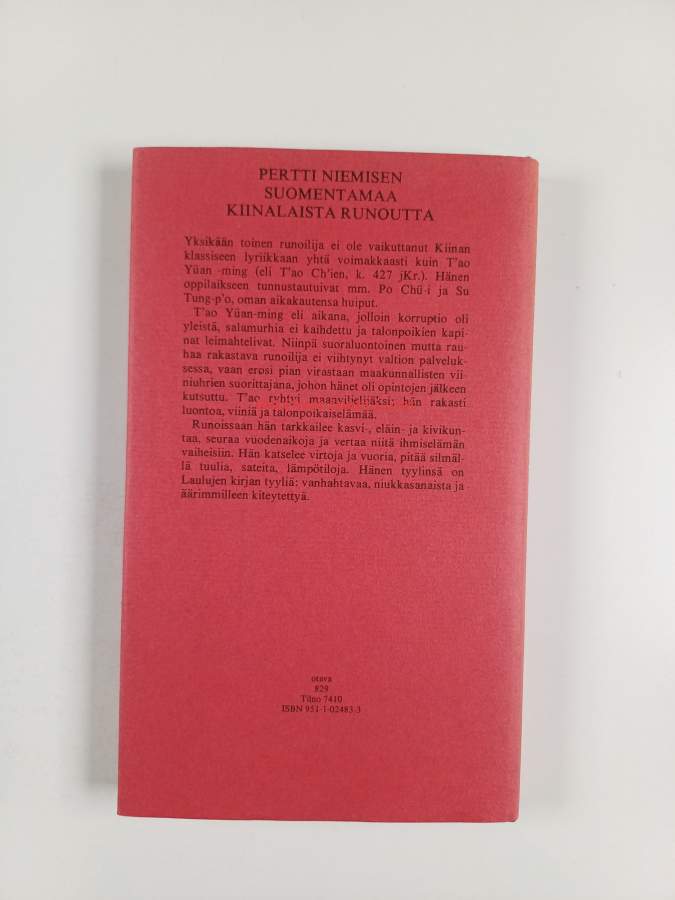 PERTTI NIEMISEN
SUOMENTAMAA
KIINALAISTA RUNOUTTA
Yksikään toinen runoilija ei ole vaikuttanut Kiinan
klassiseen lyriikkaan yhtä voimakkaasti kuin T'ao
Yüan -ming (eli T'ao Ch'ien, k. 427 jKr.). Hänen
oppilaikseen tunnustautuivat mm. Po Chü-i ja Su
Tung-p'o, oman aikakautensa huiput.
T'ao Yüan-ming eli aikana, jolloin korruptio oli
yleistä, salamurhia ei kaihdettu ja talonpoikien kapi-
nat leimahtelivat. Niinpä suoraluontoinen mutta rau-
haa rakastava runoilija ei viihtynyt valtion palveluk-
sessa, vaan erosi pian virastaan maakunnallisten vii-
niuhrien suorittajana, johon hänet oli opintojen jälkeen
kutsuttu. T'ao ryhtyi maanviljelijäksi; hän rakasti
luontoa, viiniä ja talonpoikaiselämää.
Runoissaan hän tarkkailee kasvi-, eläin- ja kivikun-
taa, seuraa vuodenaikoja ja vertaa niitä ihmiselämän
vaiheisiin. Hän katselee virtoja ja vuoria, pitää silmäl-
lä tuulia, sateita, lämpötiloja. Hänen tyylinsä on
Laulujen kirjan tyyliä: vanhahtavaa, niukkasanaista ja
äärimmilleen kiteytettyä.
otava
829
Tilno 7410
ISBN 951-1-02483-3